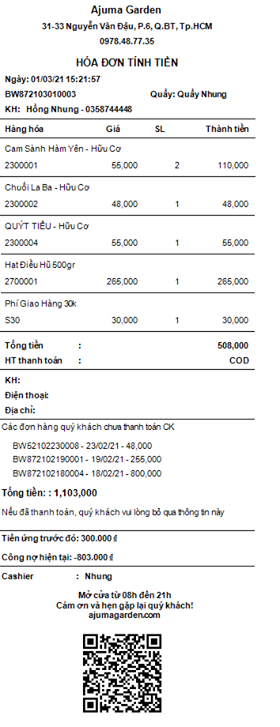 Ajuma Garden
31-33 Nguyễn Văn Đậu, P.6, Q.BT, Tp.HCM
0978.48.77.35
HÓA ĐƠN TÍNH TIỀN
Ngày: 01/03/21 15:21:57
BW872103010003 Quầy: Quầy Nhung
KH: Hồng Nhung - 0358744448
Hàng hóa Giá SL Thành tiền
Cam Sành Hàm Yên - Hữu Cơ
2300001 55,000 2 110,000
Chuối La Ba - Hữu Cơ
2300002 48,000 1 48,000
QUÝT TIỀU - Hữu Cơ
2300004 55,000 1 55,000
Hạt Điều Hũ 500gr
2700001 265,000 1 265,000
Phí Giao Hàng 30k
S30 30,000 1 30,000
Tổng tiền : 508,000
HT thanh toán : COD
KH:
Điện thoại:
Địa chỉ:
Các đơn hàng quý khách chưa thanh toán CK
BW52102230008 - 23/02/21 - 48,000
BW872102190001 - 19/02/21 - 255,000
BW872102180004 - 18/02/21 - 800,000
Tổng tiền: : 1,103,000
Nếu đã thanh toán, quý khách vui lòng bỏ qua thông tin này
Tiền ứng trước đó: 300.000 ₫
Công nợ hiện tại: -803.000 ₫
Cashier : Nhung
Mở cửa từ 08h đến 21h
Cám ơn và hẹn gặp lại quý khách!
ajumagarden.com